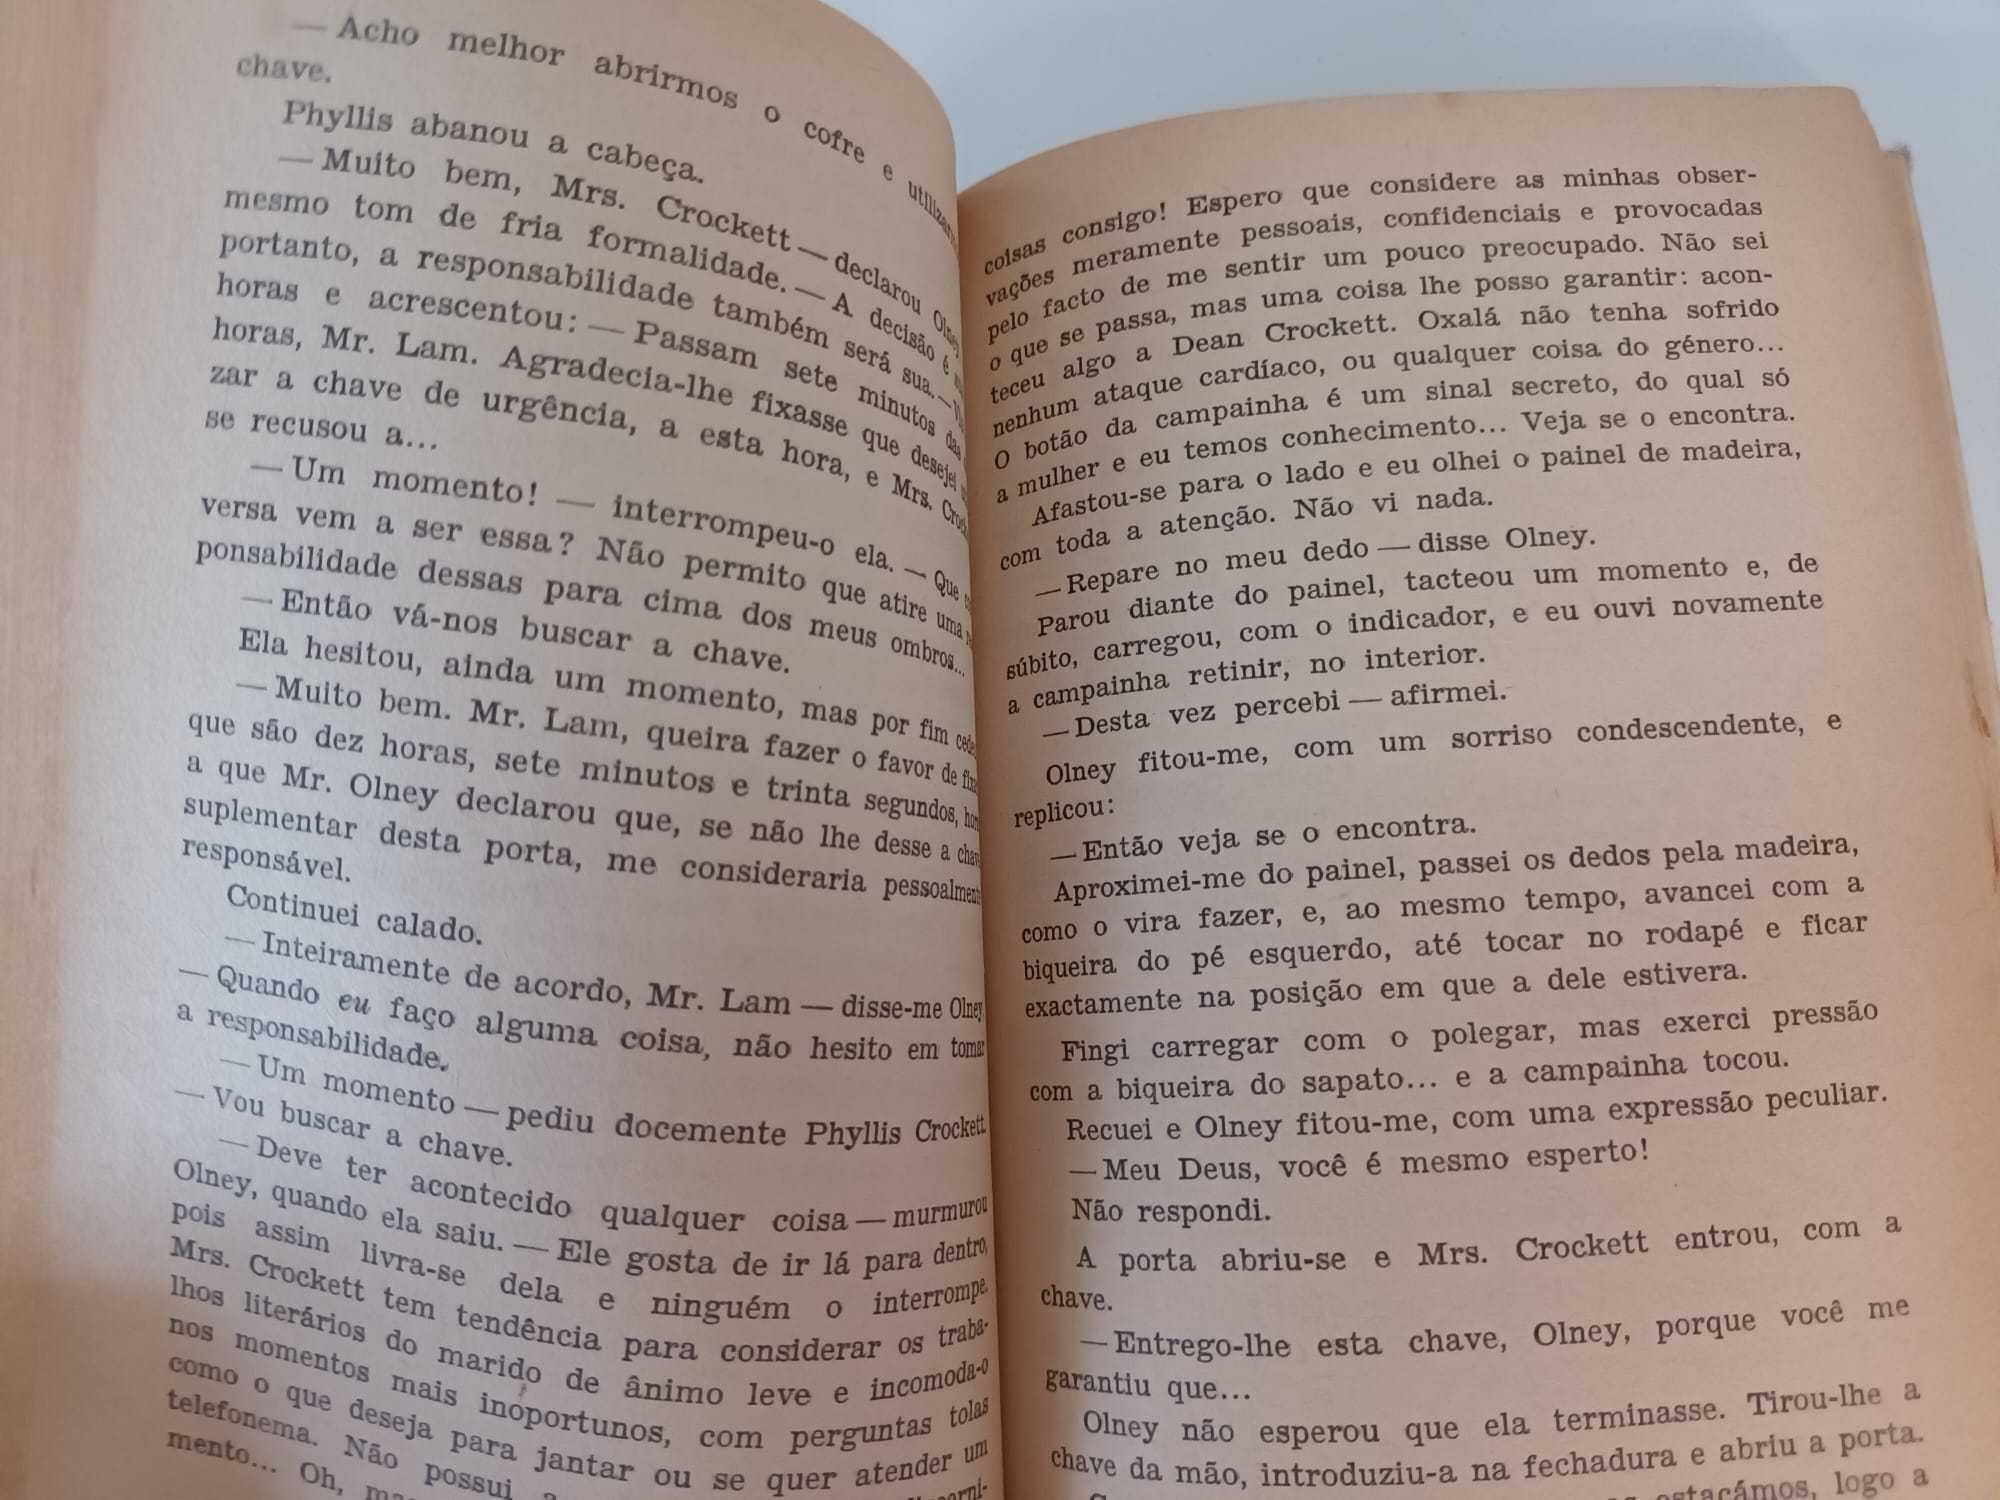 — Acho melhor abrirmos o cofre e
chave.
Phyllis abanou a cabeça.
— Muito bem, Mrs. Crockett — declarou Olney
mesmo tom de fria formalidade. — A decisão é
portanto, a responsabilidade também será sua. —
horas e acrescentou: — Passam sete minutos das
horas, Mr. Lam. Agradecia-lhe fixasse que desejei
zar a chave de urgência, a esta hora, e Mrs.
se recusou a...
— Um momento! — interrompeu-o ela. — Que
versa vem a ser essa? Não permito que atire uma
ponsabilidade dessas para cima dos meus ombros...
— Então vá-nos buscar a chave.
Ela hesitou, ainda um momento, mas por fim
— Muito bem. Mr. Lam, queira fazer o favor de
que são dez horas, sete minutos e trinta segundos,
a que Mr. Olney declarou que, se não lhe desse a
suplementar desta porta, me consideraria pessoalmente
responsável.
Continuei calado.
— Inteiramente de acordo, Mr. Lam — disse-me Olney.
— Quando eu faço alguma coisa, não hesito em tomar
a responsabilidade.
— Um momento — pediu docemente Phyllis Crockett.
— Vou buscar a chave.
— Deve ter acontecido qualquer coisa — murmurou
Olney, quando ela saiu. — Ele gosta de ir lá para dentro,
pois assim livra-se dela e ninguém o interrompe.
Mrs. Crockett tem tendência para considerar os traba-
lhos literários do marido de ânimo leve e incomoda-o
nos momentos mais inoportunos, com perguntas tolas
como o que deseja para jantar ou se quer atender um
telefonema. Não possui
mento... Oh,
coisas consigo! Espero que considere as minhas obser-
vações meramente pessoais, confidenciais e provocadas
pelo facto de me sentir um pouco preocupado. Não sei
o que se passa, mas uma coisa lhe posso garantir: acon-
teceu algo a Dean Crockett. Oxalá não tenha sofrido
nenhum ataque cardíaco, ou qualquer coisa do género...
O botão da campainha é um sinal secreto, do qual só
a mulher e eu temos conhecimento... Veja se o encontra.
Afastou-se para o lado e eu olhei o painel de madeira,
com toda a atenção. Não vi nada.
— Repare no meu dedo — disse Olney.
Parou diante do painel, tacteou um momento e, de
súbito, carregou, com o indicador, e eu ouvi novamente
a campainha retinir, no interior.
— Desta vez percebi — afirmei.
Olney fitou-me, com um sorriso condescendente, e
replicou:
— Então veja se o encontra.
Aproximei-me do painel, passei os dedos pela madeira,
como o vira fazer, e, ao mesmo tempo, avancei com a
biqueira do pé esquerdo, até tocar no rodapé e ficar
exactamente na posição em que a dele estivera.
Fingi carregar com o polegar, mas exerci pressão
com a biqueira do sapato... e a campainha tocou.
Recuei e Olney fitou-me, com uma expressão peculiar.
— Meu Deus, você é mesmo esperto!
Não respondi.
A porta abriu-se e Mrs. Crockett entrou, com a
chave.
— Entrego-lhe esta chave, Olney, porque você me
garantiu que...
Olney não esperou que ela terminasse. Tirou-lhe a
chave da mão, introduziu-a na fechadura e abriu a porta.
estacámos, logo a